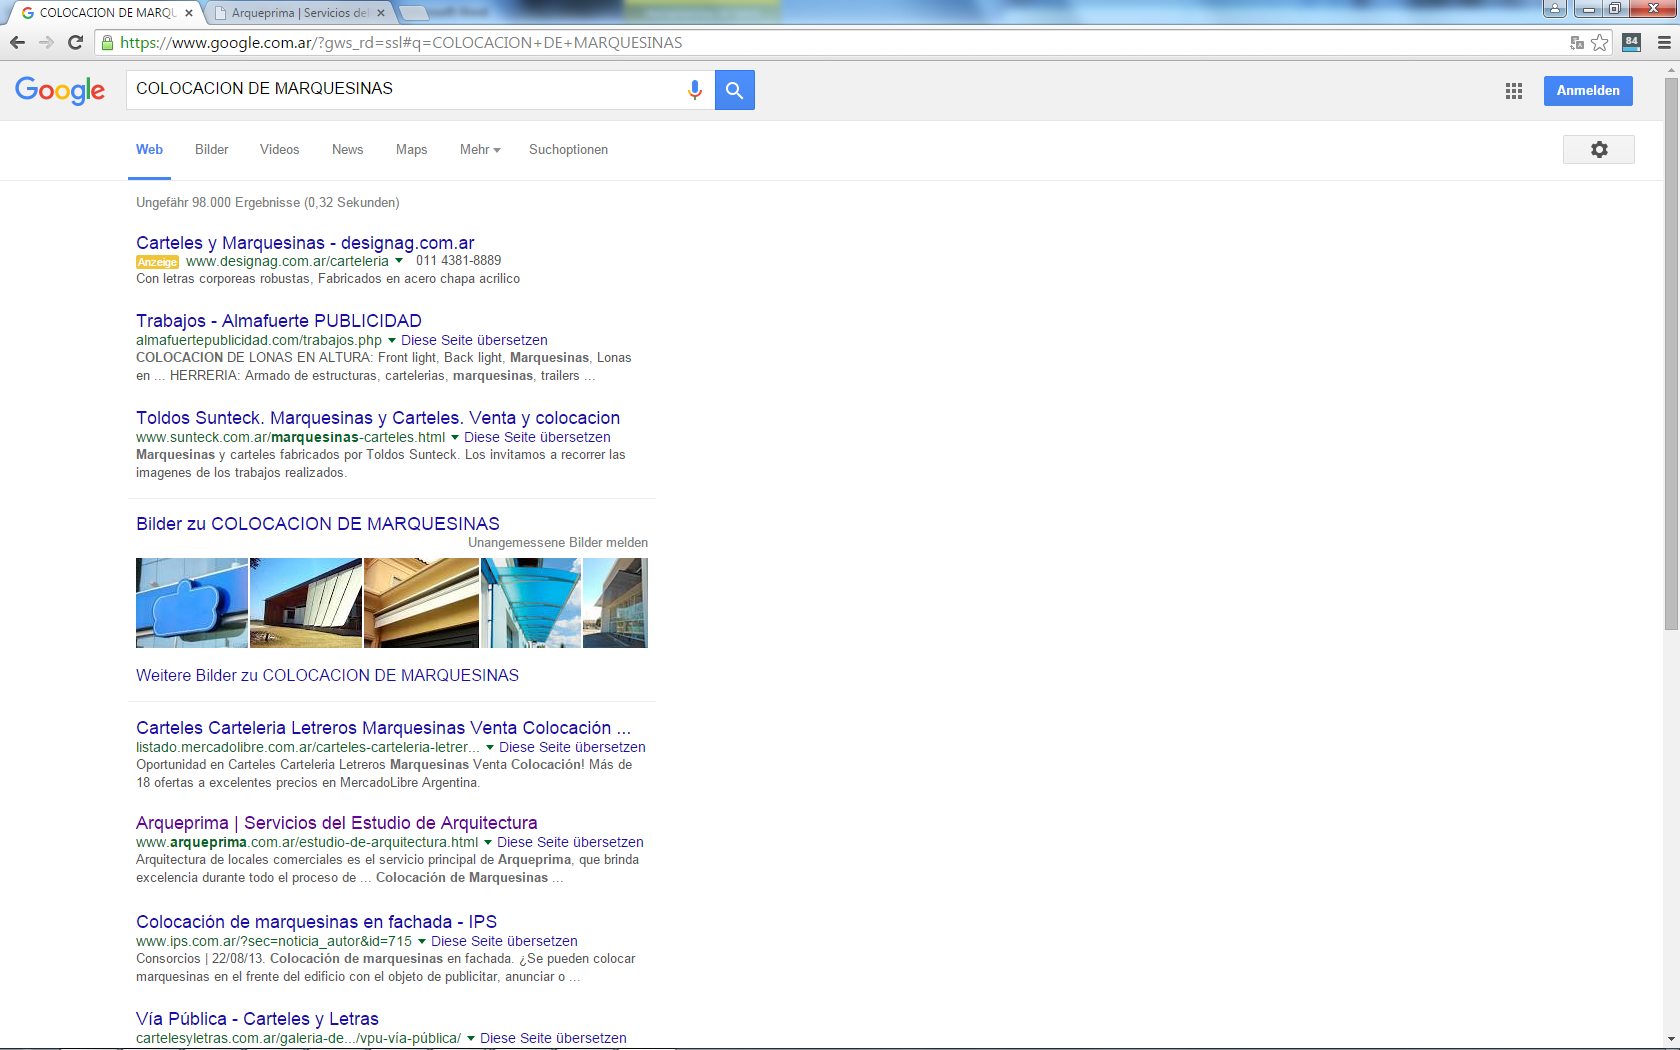 COLOCACION DE MARQU
Arqueprima | Servicios del
https://www.google.com.ar/?gws_rd=ssl#q=COLOCACION+DE+MARQUESINAS
84
Google
COLOCACION DE MARQUESINAS
Anmelden
Web Bilder Videos News Maps Mehr Suchoptionen
Ungefähr 98.000 Ergebnisse (0,32 Sekunden)
Carteles y Marquesinas - designag.com.ar
Anzeige www.designag.com.ar/carteleria 011 4381-8889
Con letras corporeas robustas, Fabricados en acero chapa acrilico
Trabajos - Almafuerte PUBLICIDAD
almafuertepublicidad.com/trabajos.php Diese Seite übersetzen
COLOCACION DE LONAS EN ALTURA: Front light, Back light, Marquesinas, Lonas
en ... HERRERIA: Armado de estructuras, cartelerias, marquesinas, trailers ...
Toldos Sunteck. Marquesinas y Carteles. Venta y colocacion
www.sunteck.com.ar/marquesinas-carteles.html Diese Seite übersetzen
Marquesinas y carteles fabricados por Toldos Sunteck. Los invitamos a recorrer las
imagenes de los trabajos realizados.
Bilder zu COLOCACION DE MARQUESINAS
Unangemessene Bilder melden
Weitere Bilder zu COLOCACION DE MARQUESINAS
Carteles Carteleria Letreros Marquesinas Venta Colocación ...
listado.mercadolibre.com.ar/carteles-carteleria-letrer... Diese Seite übersetzen
Oportunidad en Carteles Carteleria Letreros Marquesinas Venta Colocación! Más de
18 ofertas a excelentes precios en MercadoLibre Argentina.
Arqueprima | Servicios del Estudio de Arquitectura
www.arqueprima.com.ar/estudio-de-arquitectura.html Diese Seite übersetzen
Arquitectura de locales comerciales es el servicio principal de Arqueprima, que brinda
excelencia durante todo el proceso de ... Colocación de Marquesinas ...
Colocación de marquesinas en fachada - IPS
www.ips.com.ar/?sec=noticia_autor&id=715 Diese Seite übersetzen
Consorcios | 22/08/13. Colocación de marquesinas en fachada. ¿Se pueden colocar
marquesinas en el frente del edificio con el objeto de publicitar, anunciar o ...
Vía Pública - Carteles y Letras
cartelesyletras.com.ar/galeria-de.../vpu-vía-pública/ Diese Seite übersetzen